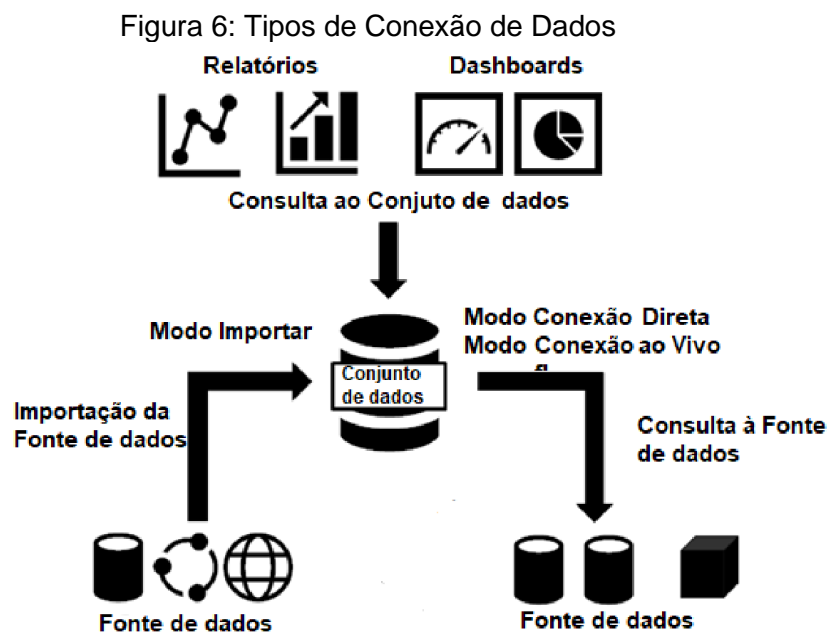 Figura 6: Tipos de Conexão de Dados
Relatórios
Dashboards
Consulta ao Conjuto de dados
Modo Importar
Modo Conexão Direta
Modo Conexão ao Vivo
Conjunto
de dados
Importação da
Fonte de dados
Consulta à Fonte
de dados
Fonte de dados
Fonte de dados